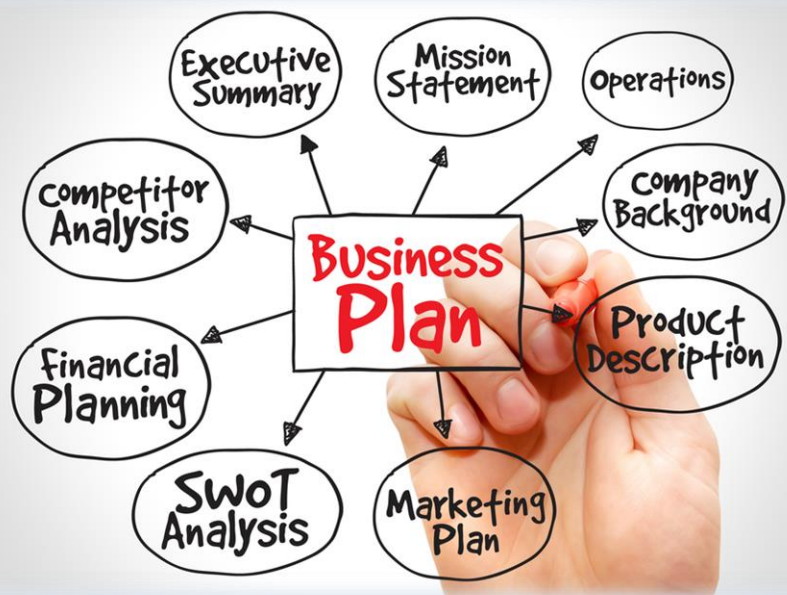 Executive
Summary
Mission
Statement
Operations
Competitor
Analysis
Company
Background
Business
Plan
Product
Description
Financial
Planning
SWOT
Analysis
Marketing
Plan